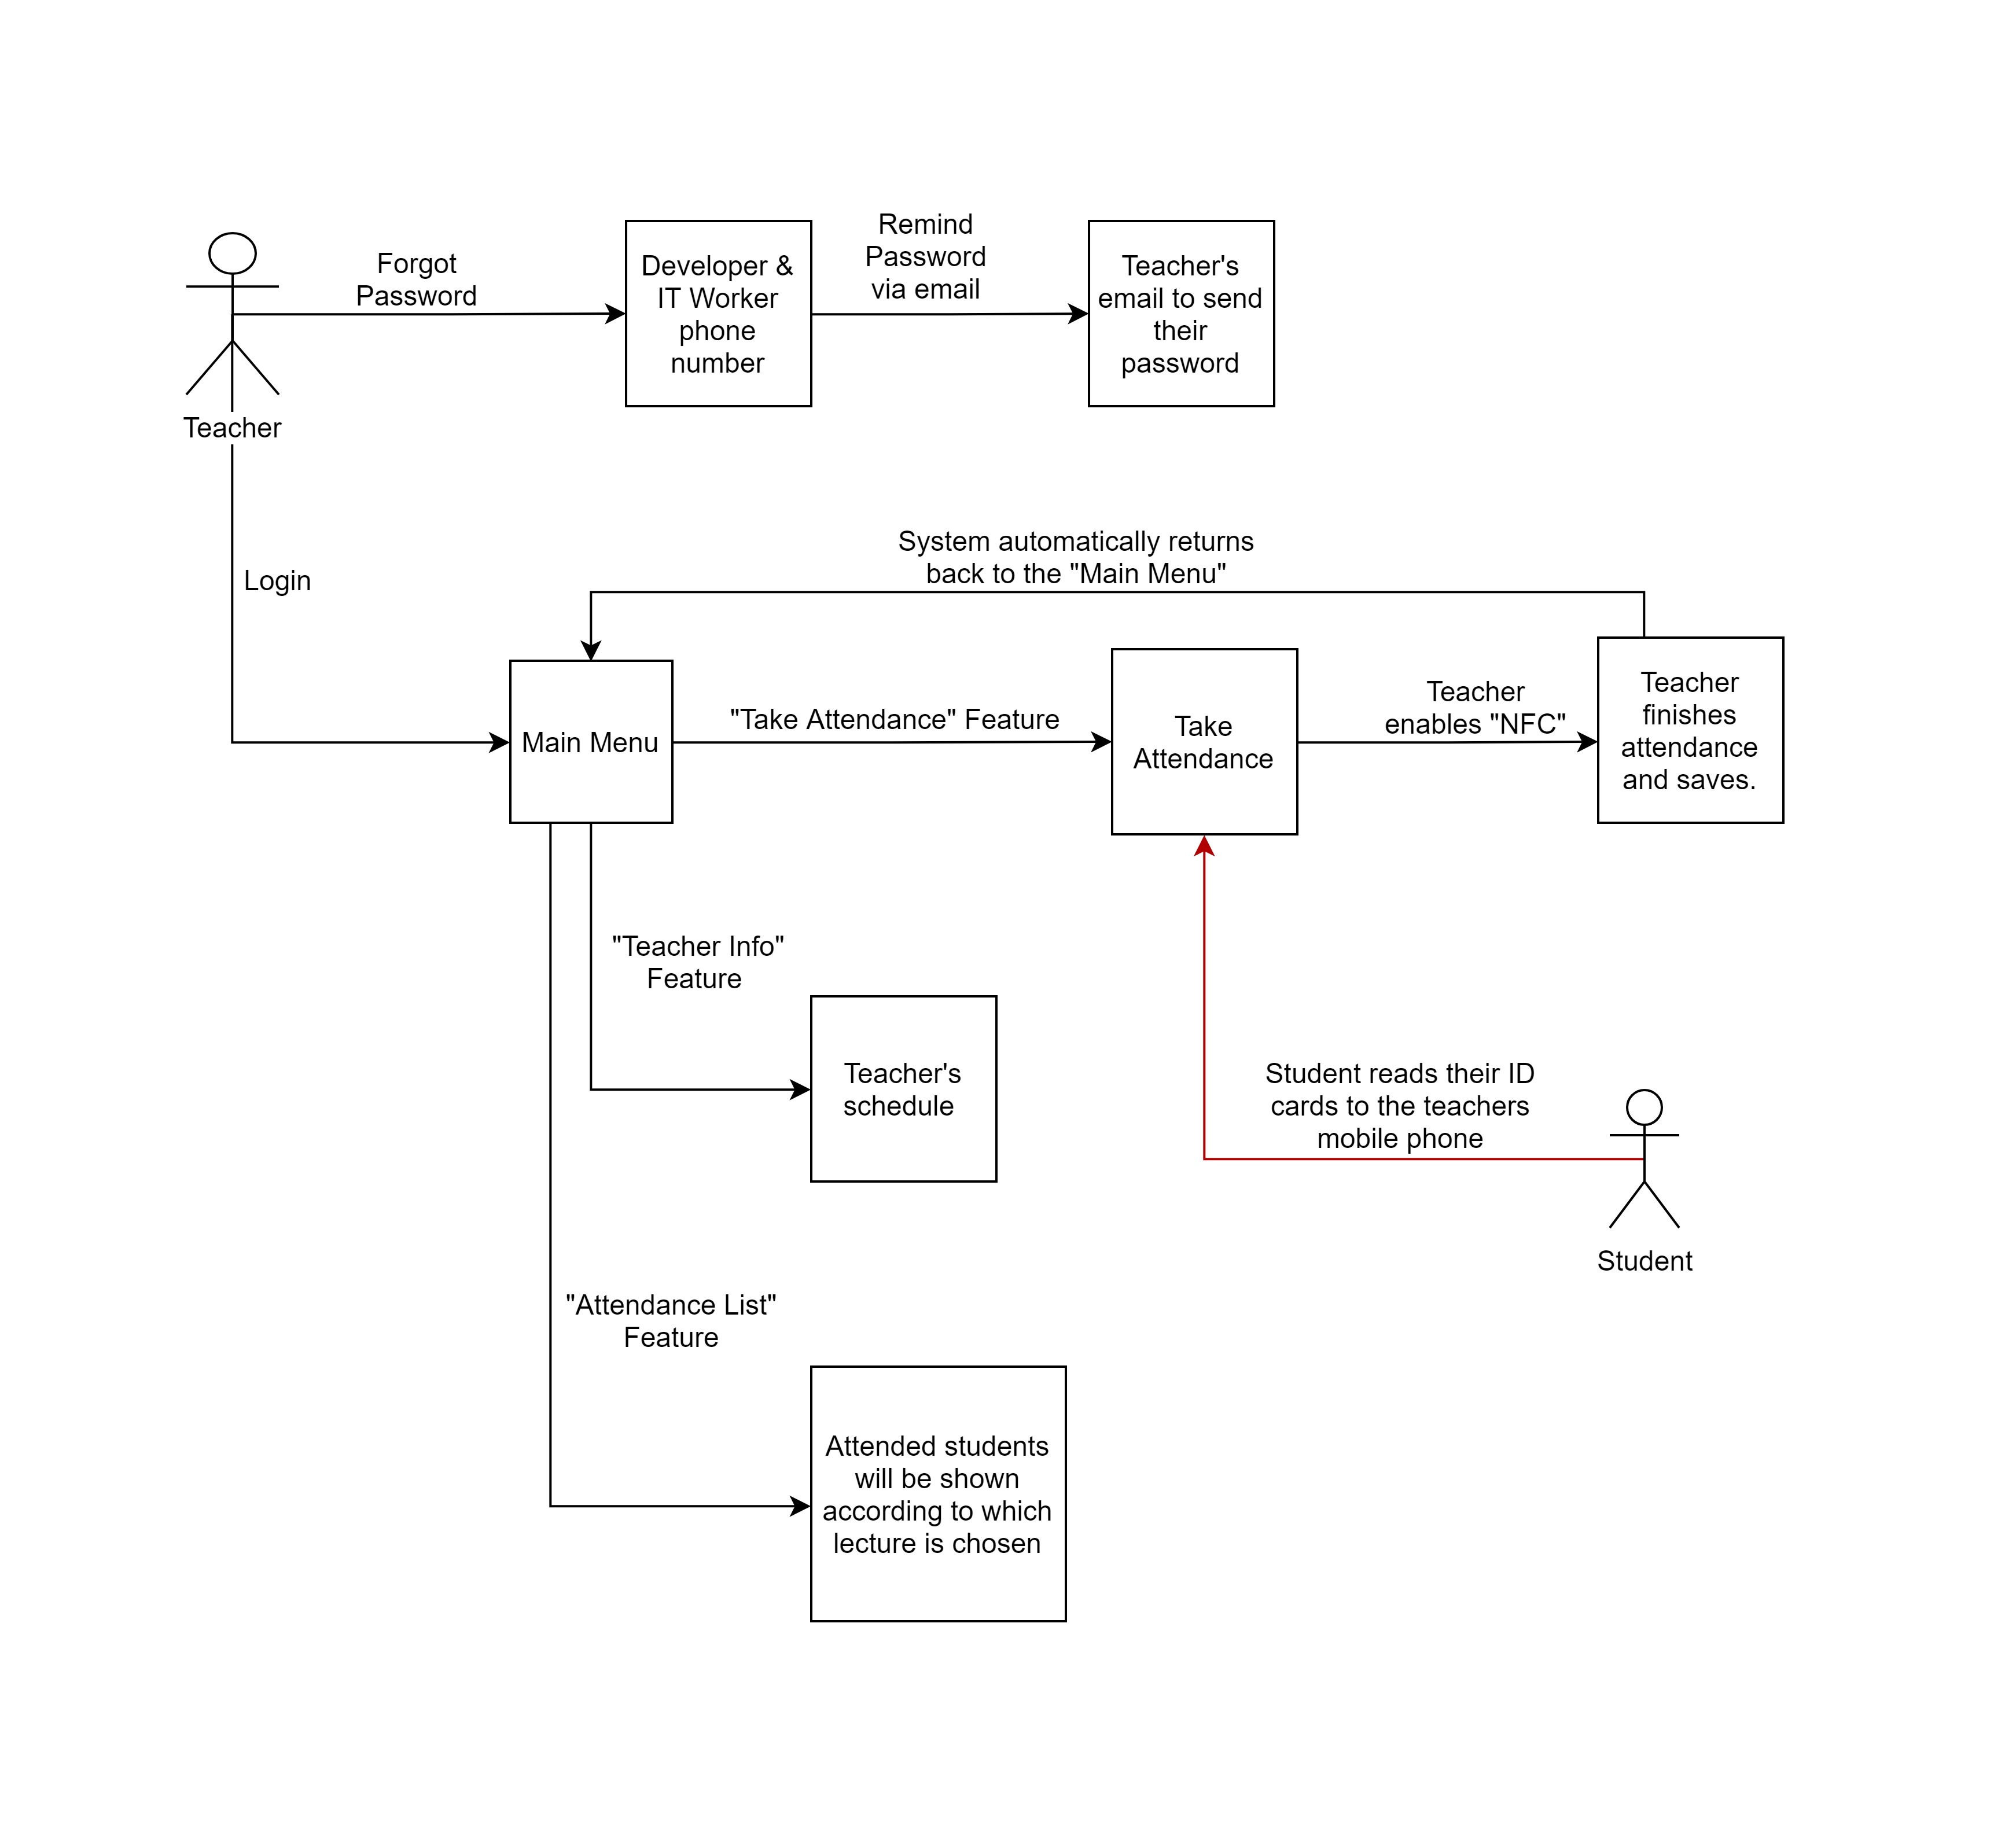 Forgot
Password
Developer &
IT Worker
phone
number
Remind
Password
via email
Teacher's
email to send
their
password
Teacher
Login
System automatically returns
back to the "Main Menu"
Main Menu
"Take Attendance" Feature
Take
Attendance
Teacher
enables "NFC"
Teacher
finishes
attendance
and saves.
"Teacher Info"
Feature
Teacher's
schedule
Student reads their ID
cards to the teachers
mobile phone
Student
"Attendance List"
Feature
Attended students
will be shown
according to which
lecture is chosen